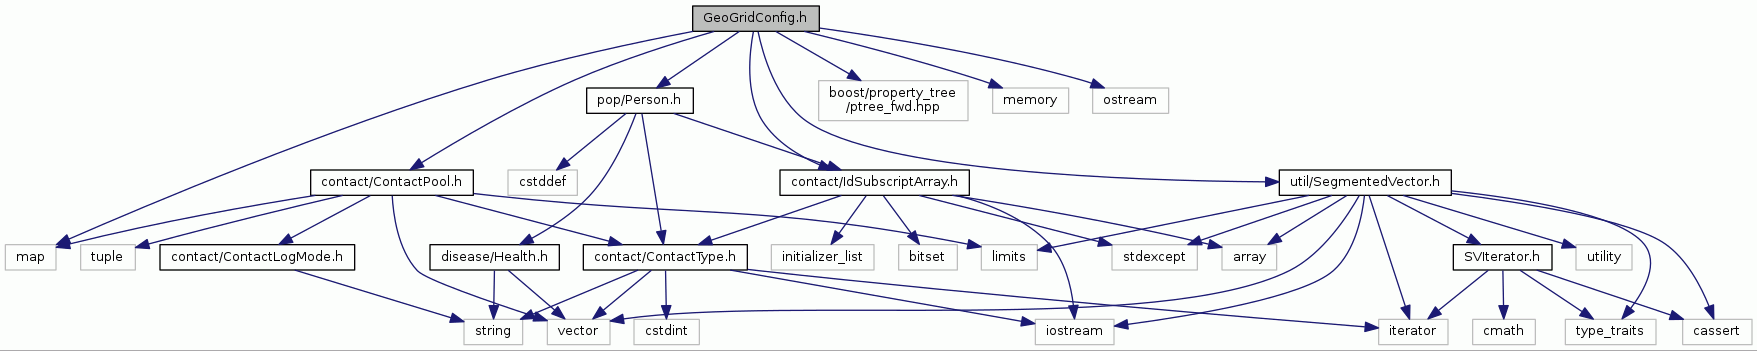 GeoGridConfig.h
pop/Person.h
boost/property_tree
/ptree_fwd.hpp
memory
ostream
contact/ContactPool.h
cstddef
contact/IdSubscriptArray.h
util/SegmentedVector.h
map
tuple
contact/ContactLogMode.h
disease/Health.h
contact/ContactType.h
initializer_list
bitset
limits
stdexcept
array
SVIterator.h
utility
string
vector
cstdint
iostream
iterator
cmath
type_traits
cassert